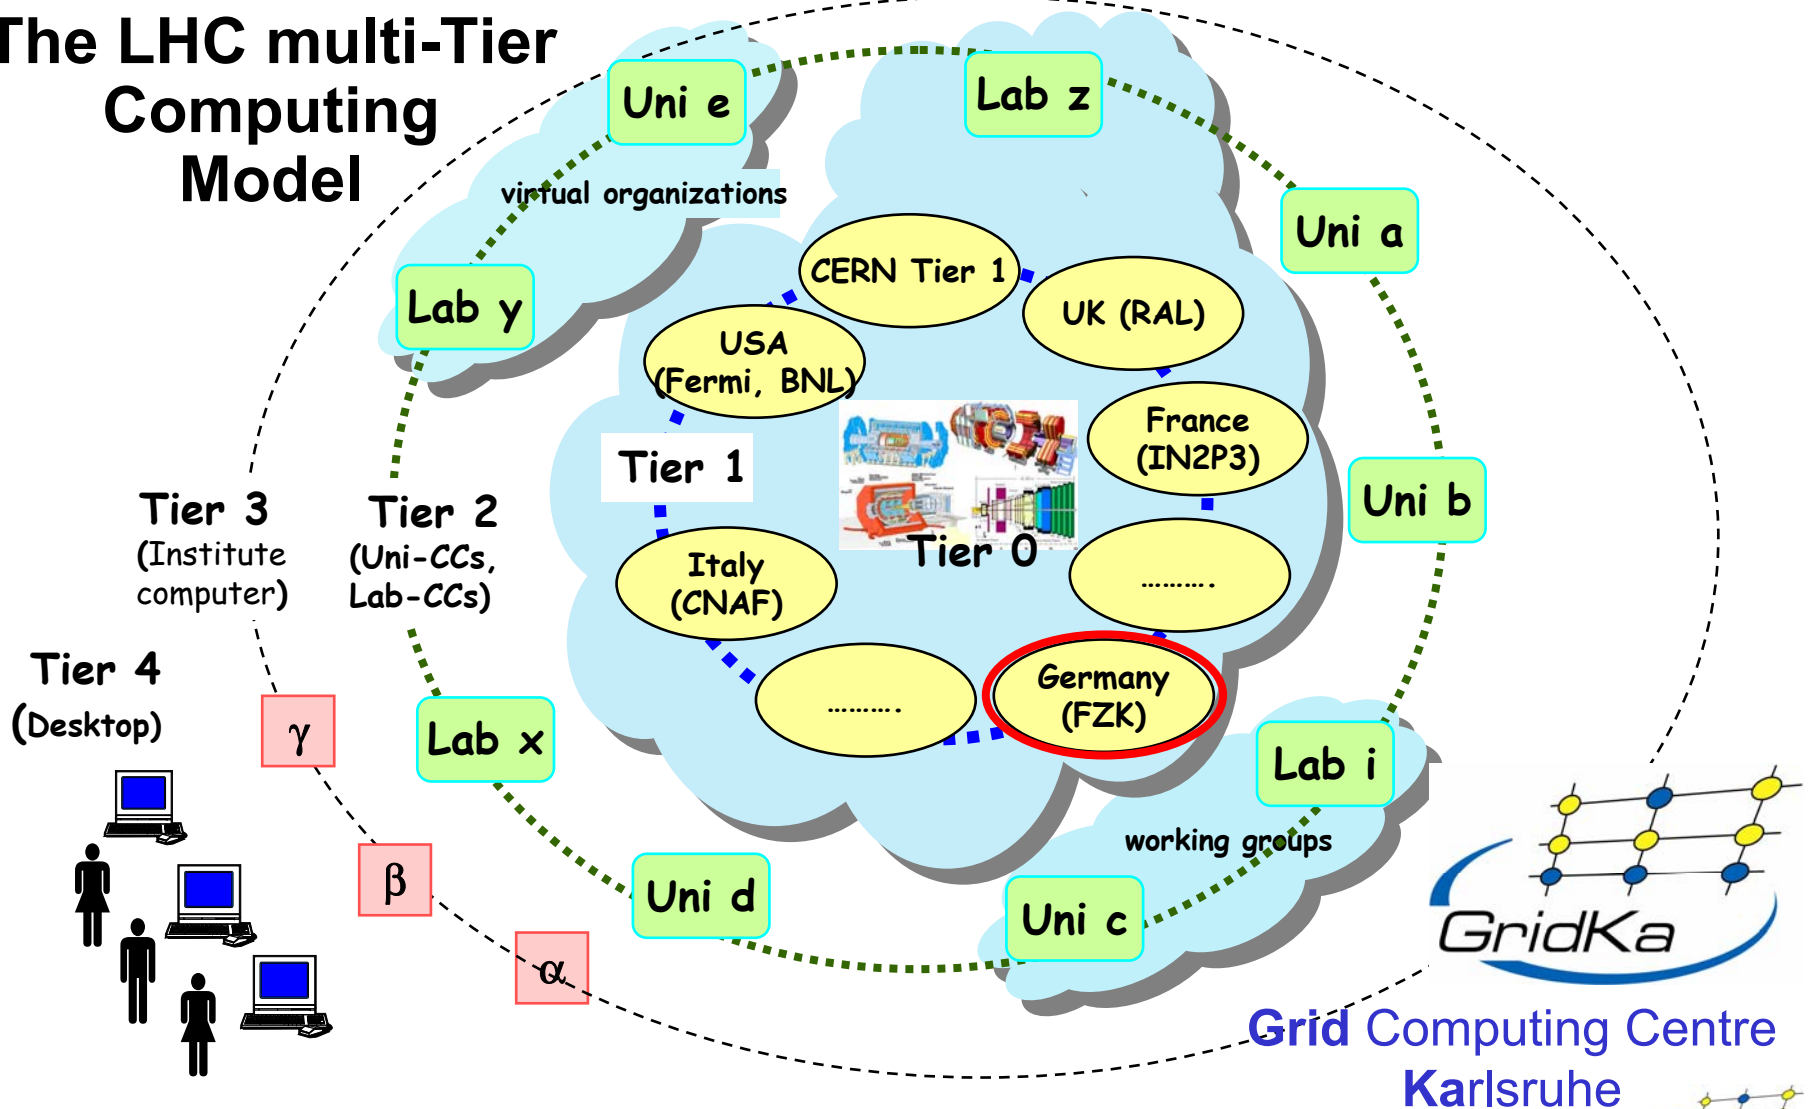 The LHC multi-Tier
Computing
Model
Uni e
Lab z
virtual organizations
Uni a
Lab y
CERN Tier 1
UK (RAL)
USA
(Fermi, BNL)
France
(IN2P3)
Tier 1
Uni b
Tier 3
(Institute
computer)
Tier 2
(Uni-CCs,
Lab-CCs)
Tier 0
Italy
(CNAF)
……….
……….
Germany
(FZK)
Tier 4
(Desktop)
γ
Lab x
Lab i
working groups
β
Uni d
Uni c
α
GridKa
Grid Computing Centre
Karlsruhe